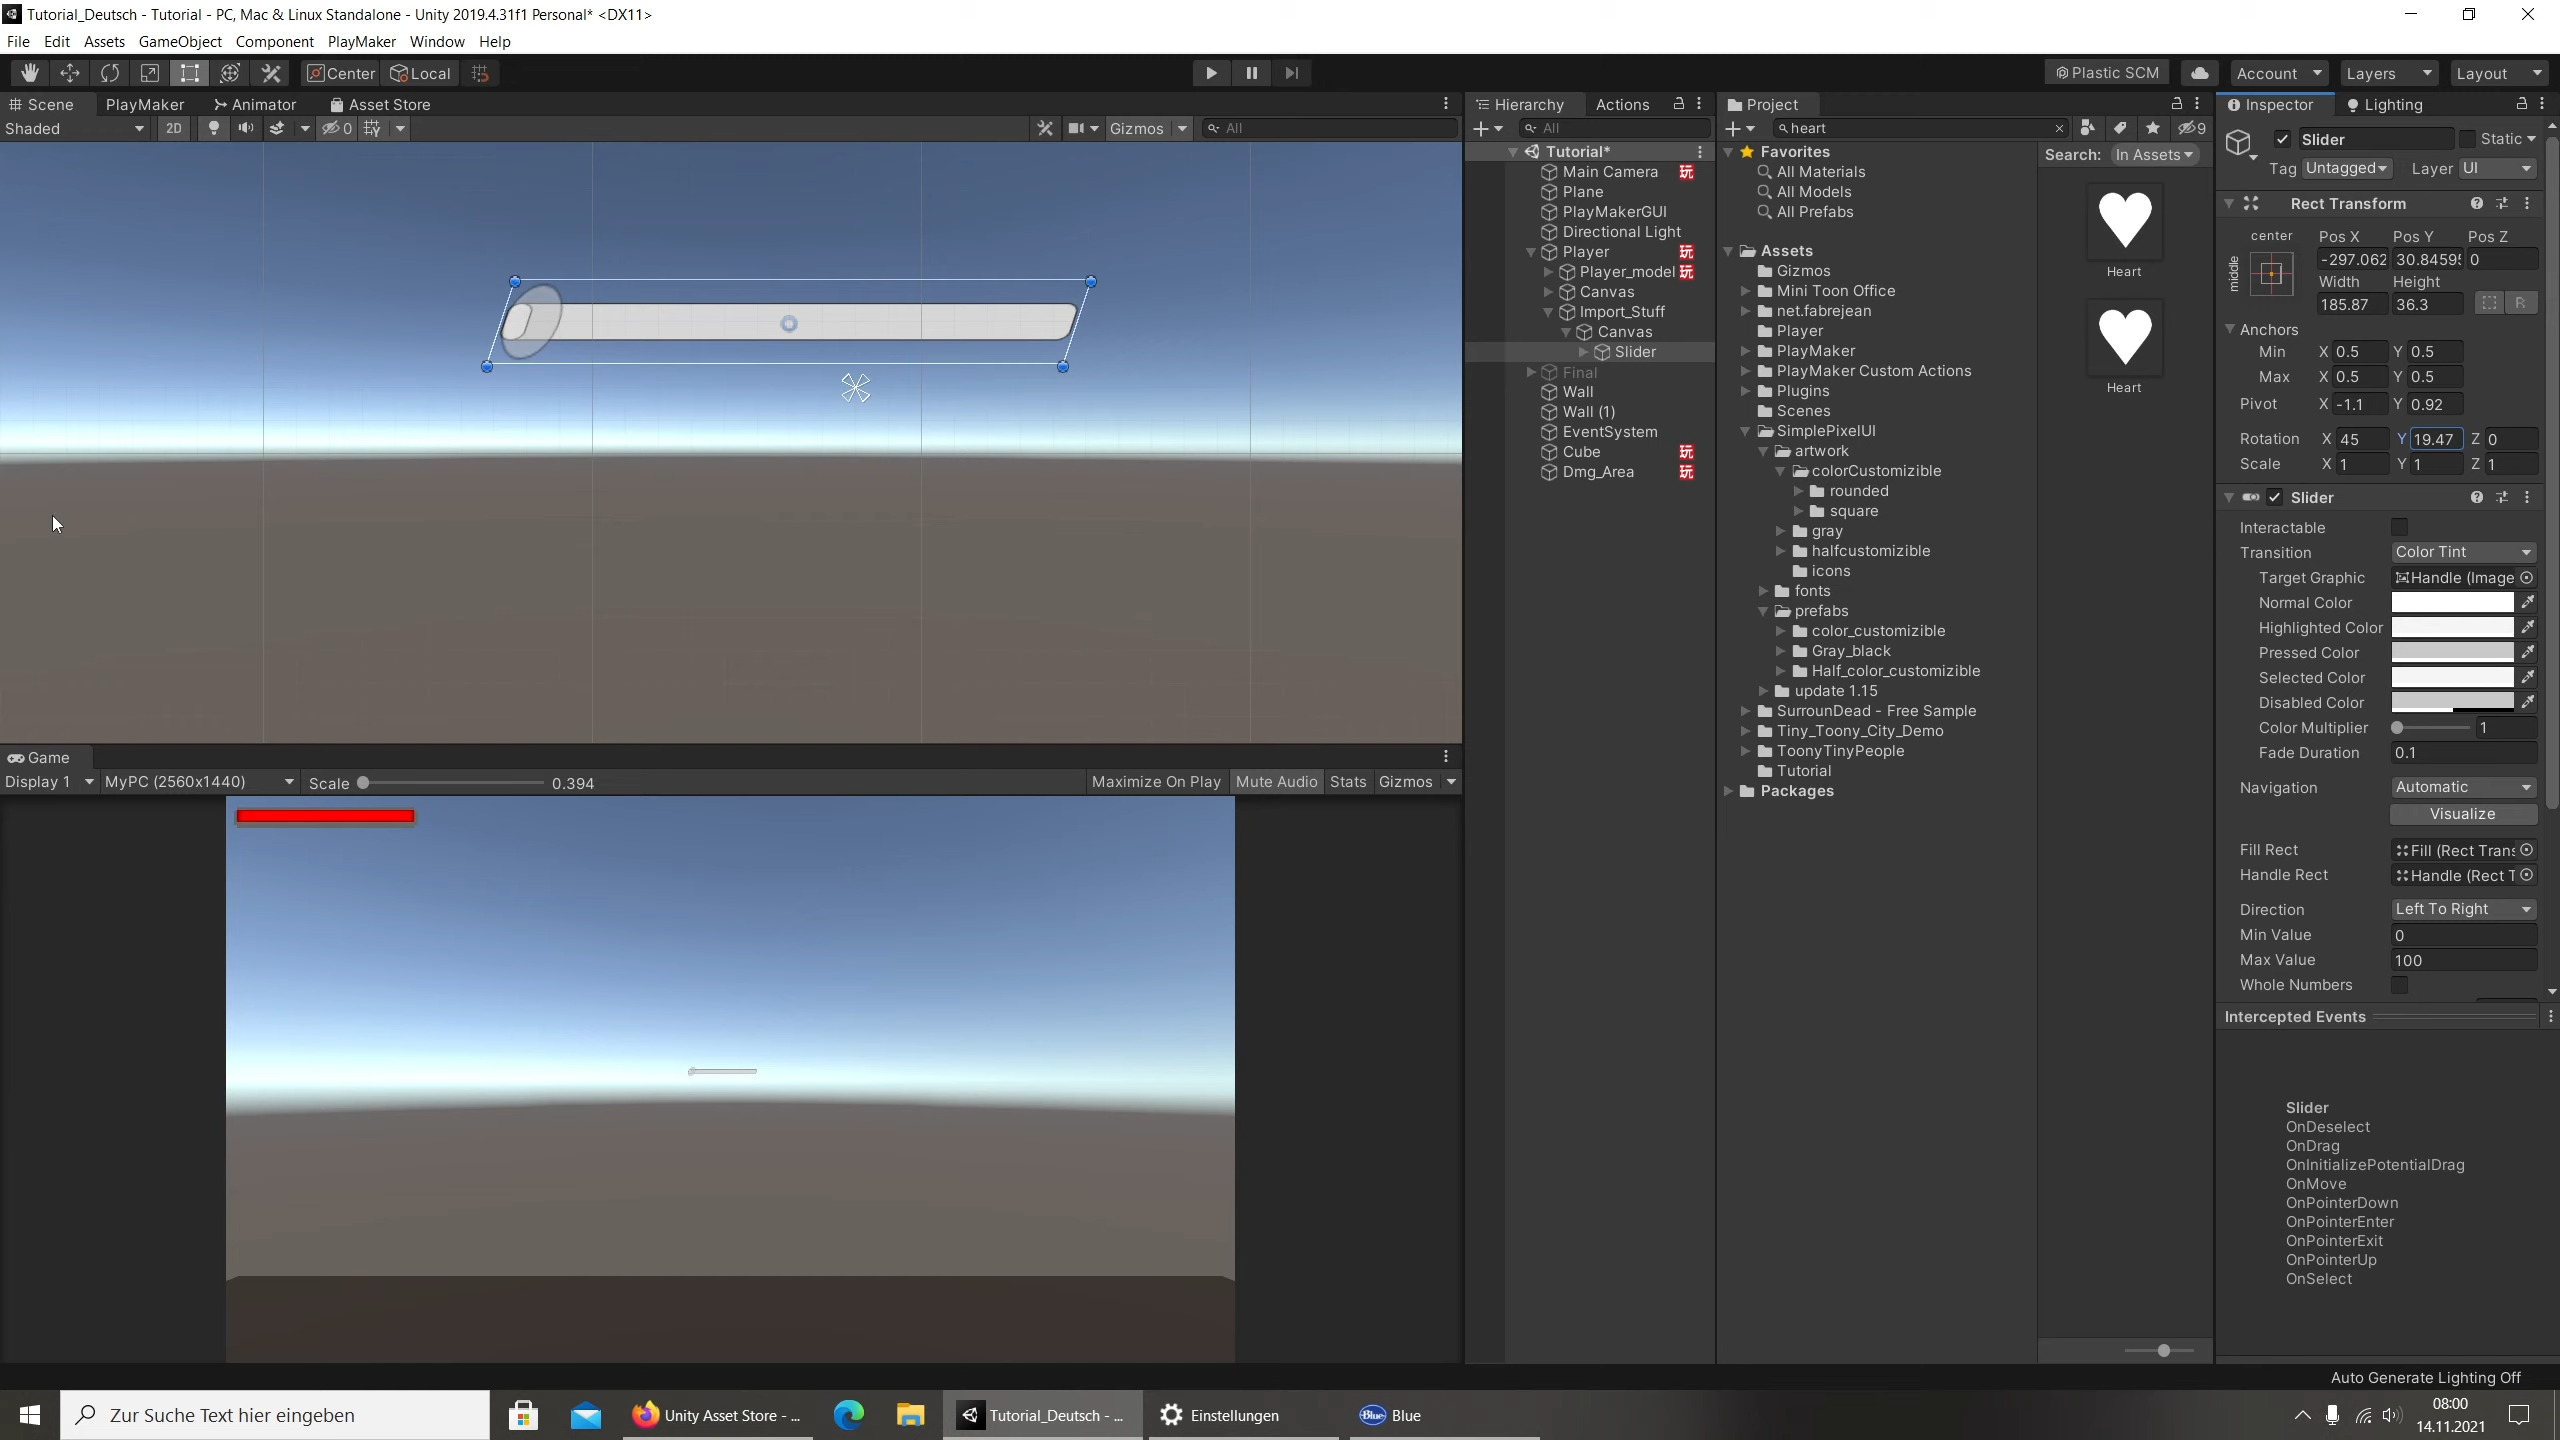 Tutorial_Deutsch - Tutorial - PC, Mac & Linux Standalone - Unity 2019.4.31f1 Personal* <DX11>
File Edit Assets GameObject Component PlayMaker Window Help
Center Local Plastic SCM Account Layers Layout
Scene PlayMaker Animator Asset Store
Shaded 2D 0 Gizmos All
Game
Display 1 MyPC (2560x1440) Scale 0.394 Maximize On Play Mute Audio Stats Gizmos
Hierarchy Actions
All
Tutorial*
Main Camera 玩
Plane
PlayMakerGUI
Directional Light
Player 玩
Player_model 玩
Canvas
Import_Stuff
Canvas
Slider
Final
Wall
Wall (1)
EventSystem
Cube 玩
Dmg_Area 玩
Project
heart 9
Favorites
All Materials
All Models
All Prefabs
Assets
Gizmos
Mini Toon Office
net.fabrejean
Player
PlayMaker
PlayMaker Custom Actions
Plugins
Scenes
SimplePixelUI
artwork
colorCustomizible
rounded
square
gray
halfcustomizible
icons
fonts
prefabs
color_customizible
Gray_black
Half_color_customizible
update 1.15
SurrounDead - Free Sample
Tiny_Toony_City_Demo
ToonyTinyPeople
Tutorial
Packages
Search: In Assets
Heart
Heart
Inspector Lighting
Slider Static
Tag Untagged Layer UI
Rect Transform
center Pos X Pos Y Pos Z
middle -297.062 30.8459 0
Width Height
185.87 36.3 R
Anchors
Min X 0.5 Y 0.5
Max X 0.5 Y 0.5
Pivot X -1.1 Y 0.92
Rotation X 45 Y 19.47 Z 0
Scale X 1 Y 1 Z 1
Slider
Interactable
Transition Color Tint
Target Graphic Handle (Image
Normal Color
Highlighted Color
Pressed Color
Selected Color
Disabled Color
Color Multiplier 1
Fade Duration 0.1
Navigation Automatic
Visualize
Fill Rect Fill (Rect Trans
Handle Rect Handle (Rect T
Direction Left To Right
Min Value 0
Max Value 100
Whole Numbers
Intercepted Events
Slider
OnDeselect
OnDrag
OnInitializePotentialDrag
OnMove
OnPointerDown
OnPointerEnter
OnPointerExit
OnPointerUp
OnSelect
Auto Generate Lighting Off
Zur Suche Text hier eingeben Unity Asset Store - ... Tutorial_Deutsch - ... Einstellungen Blue Blue
08:00
14.11.2021